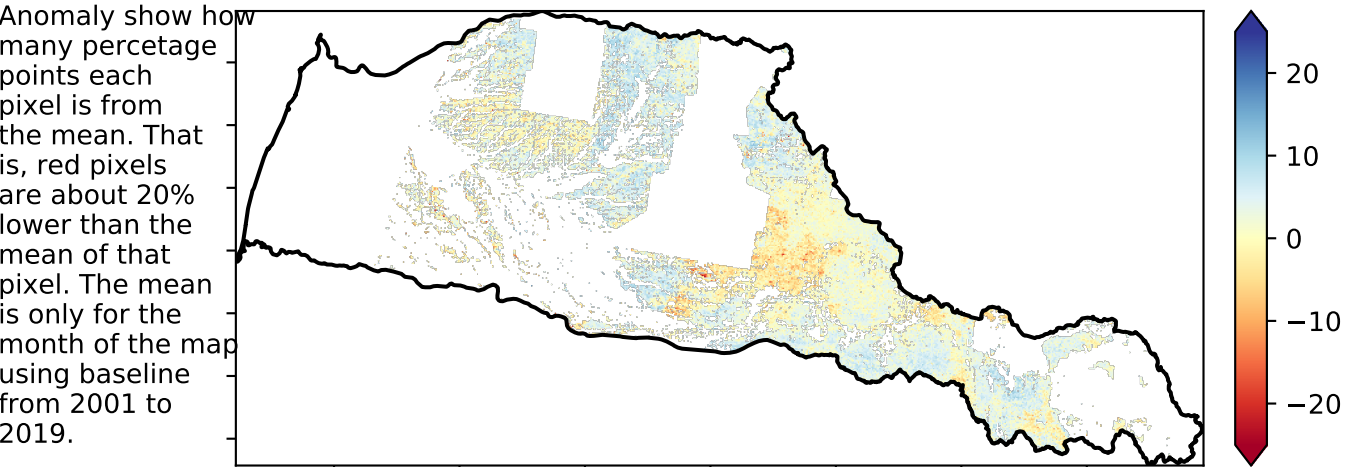 Anomaly show how
many percetage
points each
pixel is from
the mean. That
is, red pixels
are about 20%
lower than the
mean of that
pixel. The mean
is only for the
month of the map
using baseline
from 2001 to
2019.
20
10
0
−10
−20